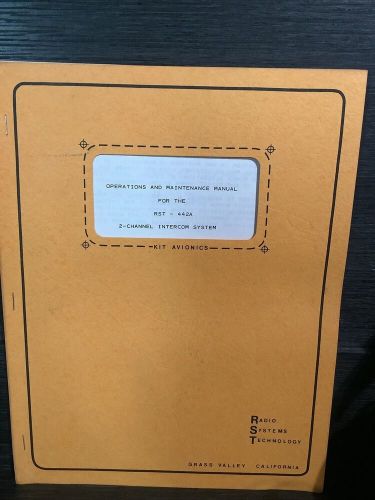 OPERATIONS AND MAINTENANCE MANUAL
FOR THE
RST - 442A
2-CHANNEL INTERCOM SYSTEM
KIT AVIONICS
RADIO
SYSTEMS
TECHNOLOGY
GRASS VALLEY CALIFORNIA